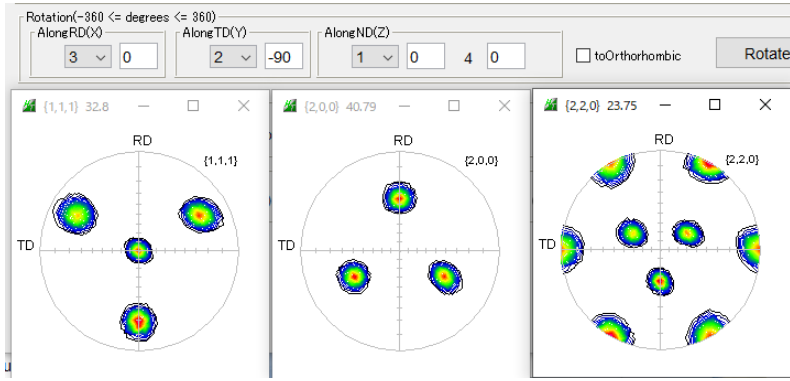 Rotation(-360 <= degrees <= 360)
AlongRD(X)
3 0
AlongTD(Y)
2 -90
AlongND(Z)
1 0 4 0
toOrthorhombic
Rotate
{1,1,1} 32.8
{2,0,0} 40.79
{2,2,0} 23.75
RD
{1,1,1}
TD
RD
{2,0,0}
TD
RD
{2,2,0}
TD